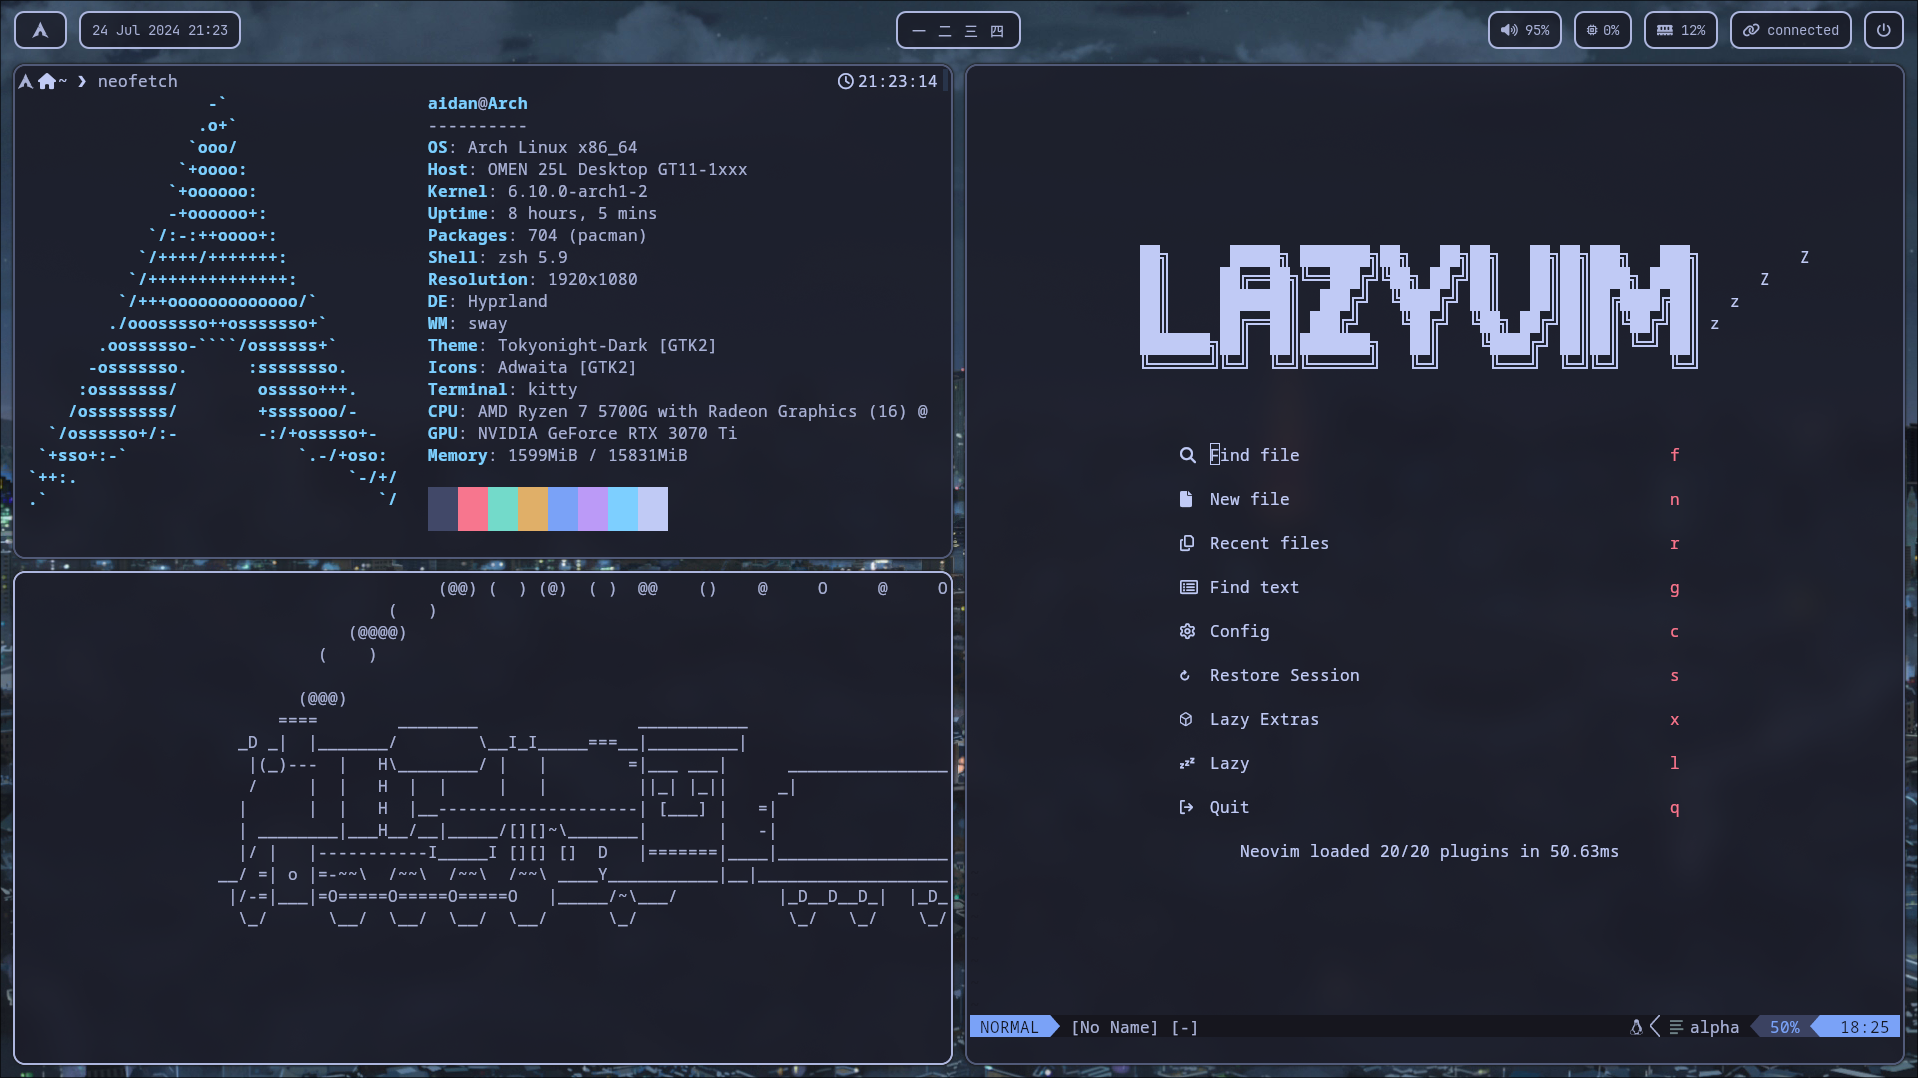 24 Jul 2024 21:23
一 二 三 四
95%
0%
12%
connected
~ ❯ neofetch
21:23:14
aidan@Arch
----------
OS: Arch Linux x86_64
Host: OMEN 25L Desktop GT11-1xxx
Kernel: 6.10.0-arch1-2
Uptime: 8 hours, 5 mins
Packages: 704 (pacman)
Shell: zsh 5.9
Resolution: 1920x1080
DE: Hyprland
WM: sway
Theme: Tokyonight-Dark [GTK2]
Icons: Adwaita [GTK2]
Terminal: kitty
CPU: AMD Ryzen 7 5700G with Radeon Graphics (16) @
GPU: NVIDIA GeForce RTX 3070 Ti
Memory: 1599MiB / 15831MiB
LAZYVIM
Z
Z
z
z
Find file f
New file n
Recent files r
Find text g
Config c
Restore Session s
Lazy Extras x
Lazy l
Quit q
Neovim loaded 20/20 plugins in 50.63ms
NORMAL [No Name] [-]
alpha 50% 18:25